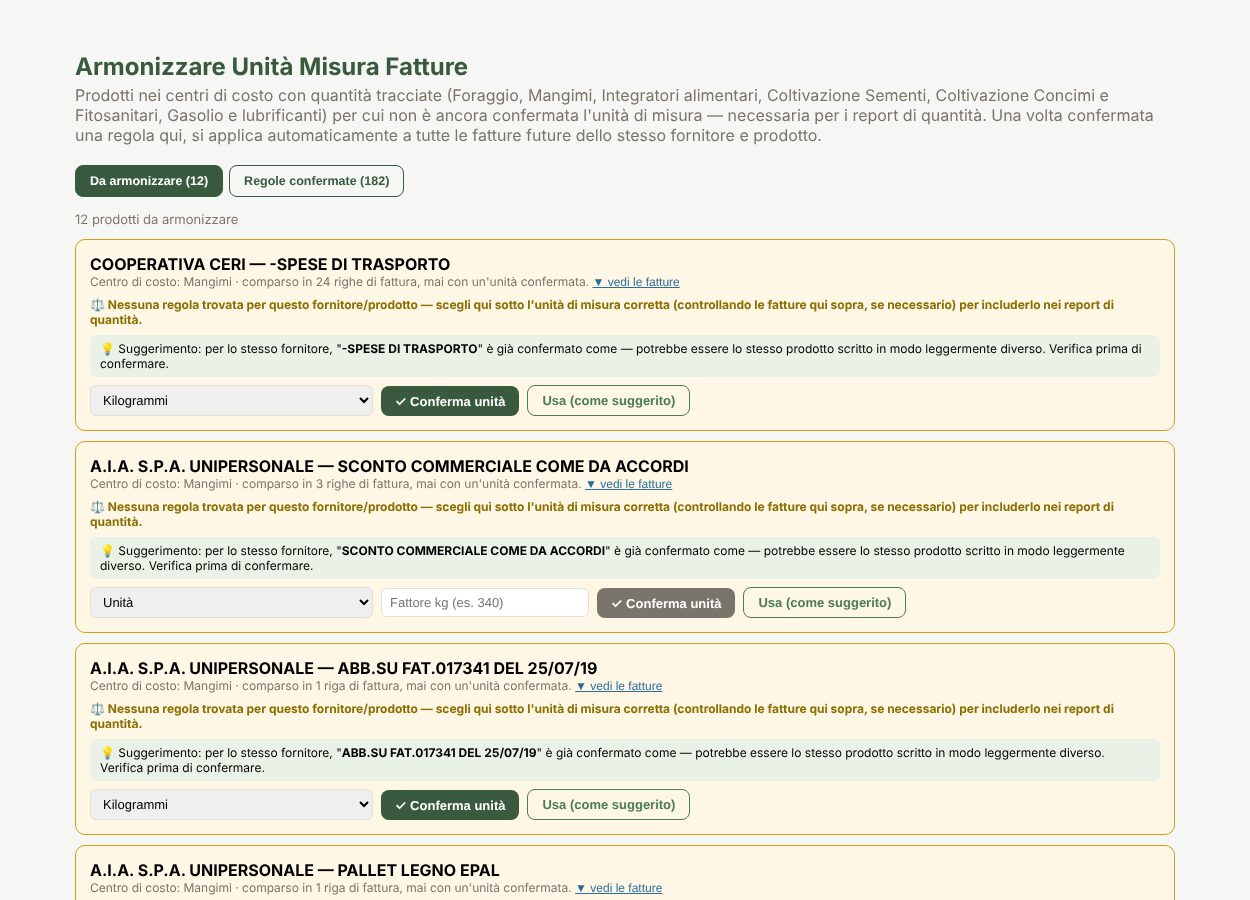 Armonizzare Unità Misura Fatture
Prodotti nei centri di costo con quantità tracciate (Foraggio, Mangimi, Integratori alimentari, Coltivazione Sementi, Coltivazione Concimi e
Fitosanitari, Gasolio e lubrificanti) per cui non è ancora confermata l'unità di misura — necessaria per i report di quantità. Una volta confermata
una regola qui, si applica automaticamente a tutte le fatture future dello stesso fornitore e prodotto.
Da armonizzare (12) Regole confermate (182)
12 prodotti da armonizzare
COOPERATIVA CERI — -SPESE DI TRASPORTO
Centro di costo: Mangimi · comparso in 24 righe di fattura, mai con un'unità confermata. ▼ vedi le fatture
⚖️ Nessuna regola trovata per questo fornitore/prodotto — scegli qui sotto l'unità di misura corretta (controllando le fatture qui sopra, se necessario) per includerlo nei report di
quantità.
💡 Suggerimento: per lo stesso fornitore, "-SPESE DI TRASPORTO" è già confermato come — potrebbe essere lo stesso prodotto scritto in modo leggermente diverso. Verifica prima di
confermare.
Kilogrammi ✓ Conferma unità Usa (come suggerito)
A.I.A. S.P.A. UNIPERSONALE — SCONTO COMMERCIALE COME DA ACCORDI
Centro di costo: Mangimi · comparso in 3 righe di fattura, mai con un'unità confermata. ▼ vedi le fatture
⚖️ Nessuna regola trovata per questo fornitore/prodotto — scegli qui sotto l'unità di misura corretta (controllando le fatture qui sopra, se necessario) per includerlo nei report di
quantità.
💡 Suggerimento: per lo stesso fornitore, "SCONTO COMMERCIALE COME DA ACCORDI" è già confermato come — potrebbe essere lo stesso prodotto scritto in modo leggermente
diverso. Verifica prima di confermare.
Unità Fattore kg (es. 340) ✓ Conferma unità Usa (come suggerito)
A.I.A. S.P.A. UNIPERSONALE — ABB.SU FAT.017341 DEL 25/07/19
Centro di costo: Mangimi · comparso in 1 riga di fattura, mai con un'unità confermata. ▼ vedi le fatture
⚖️ Nessuna regola trovata per questo fornitore/prodotto — scegli qui sotto l'unità di misura corretta (controllando le fatture qui sopra, se necessario) per includerlo nei report di
quantità.
💡 Suggerimento: per lo stesso fornitore, "ABB.SU FAT.017341 DEL 25/07/19" è già confermato come — potrebbe essere lo stesso prodotto scritto in modo leggermente diverso.
Verifica prima di confermare.
Kilogrammi ✓ Conferma unità Usa (come suggerito)
A.I.A. S.P.A. UNIPERSONALE — PALLET LEGNO EPAL
Centro di costo: Mangimi · comparso in 1 riga di fattura, mai con un'unità confermata. ▼ vedi le fatture